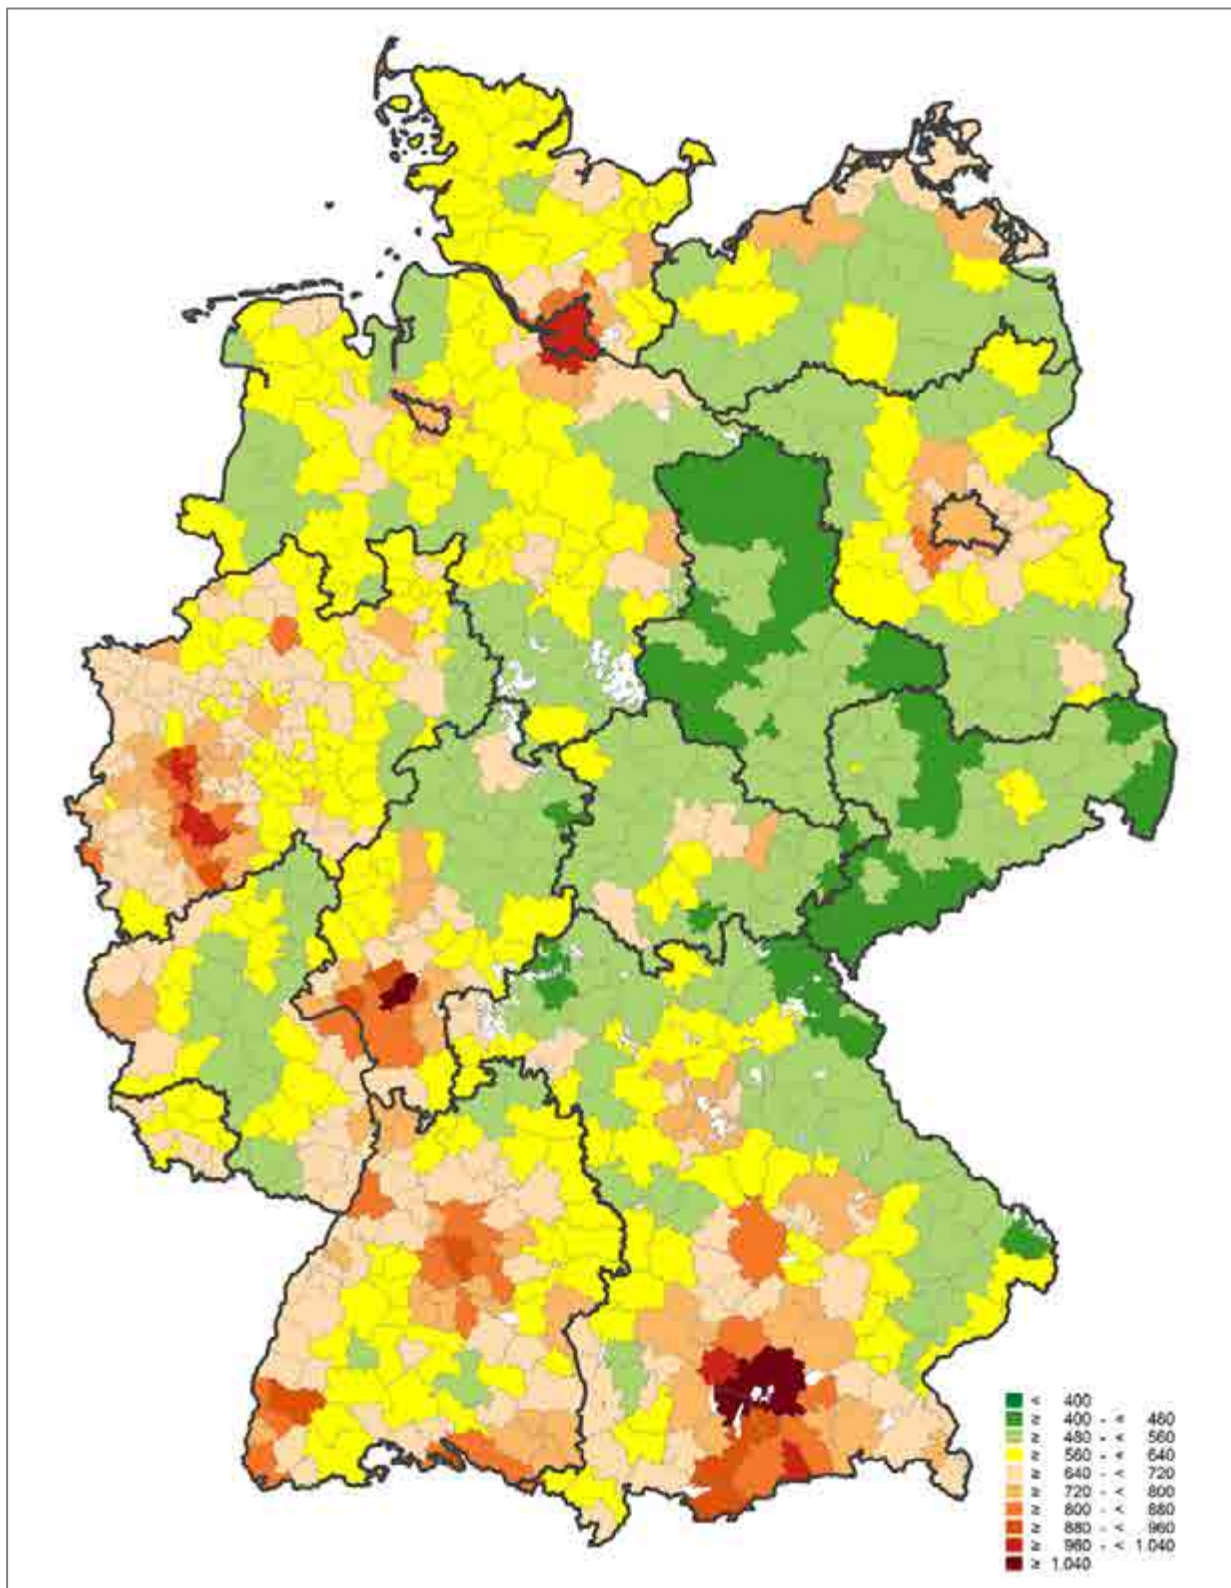 < 400
≥ 400 - < 480
≥ 480 - < 560
≥ 560 - < 640
≥ 640 - < 720
≥ 720 - < 800
≥ 800 - < 880
≥ 880 - < 960
≥ 960 - < 1.040
≥ 1.040